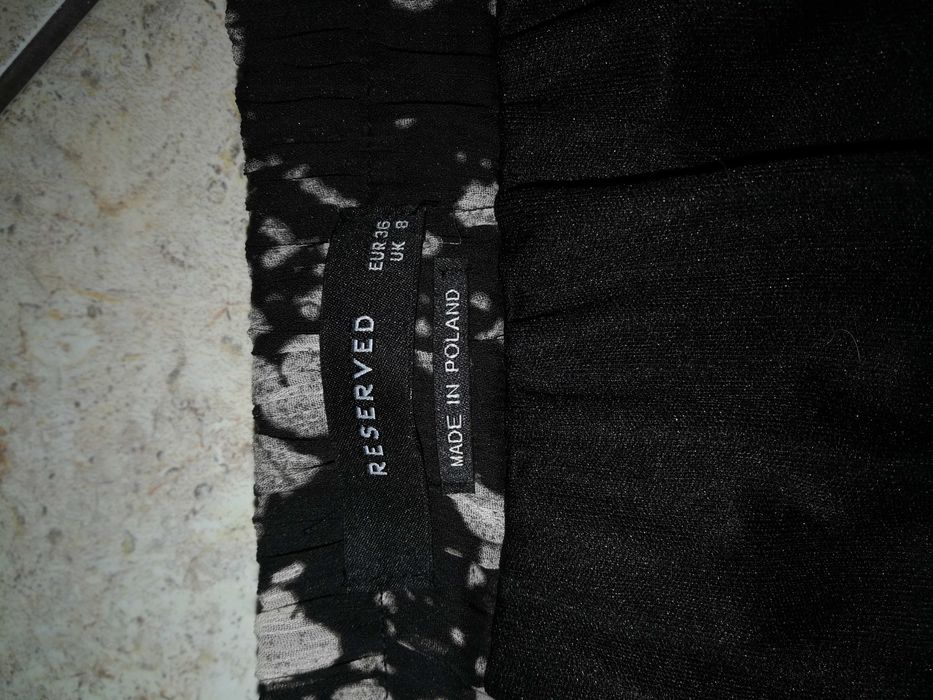 RESERVED
EUR 36
UK 8
MADE IN POLAND